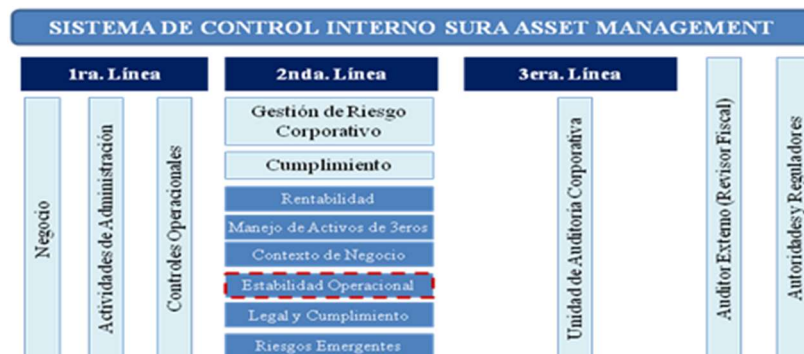 SISTEMA DE CONTROL INTERNO SURA ASSET MANAGEMENT
1ra. Línea
2nda. Línea
3era. Línea
Negocio
Actividades de Administración
Controles Operacionales
Gestión de Riesgo
Corporativo
Cumplimiento
Rentabilidad
Manejo de Activos de 3eros
Contexto de Negocio
Estabilidad Operacional
Legal y Cumplimiento
Riesgos Emergentes
Unidad de Auditoria Corporativa
Auditor Externo (Revisor Fiscal)
Autoridades y Reguladores